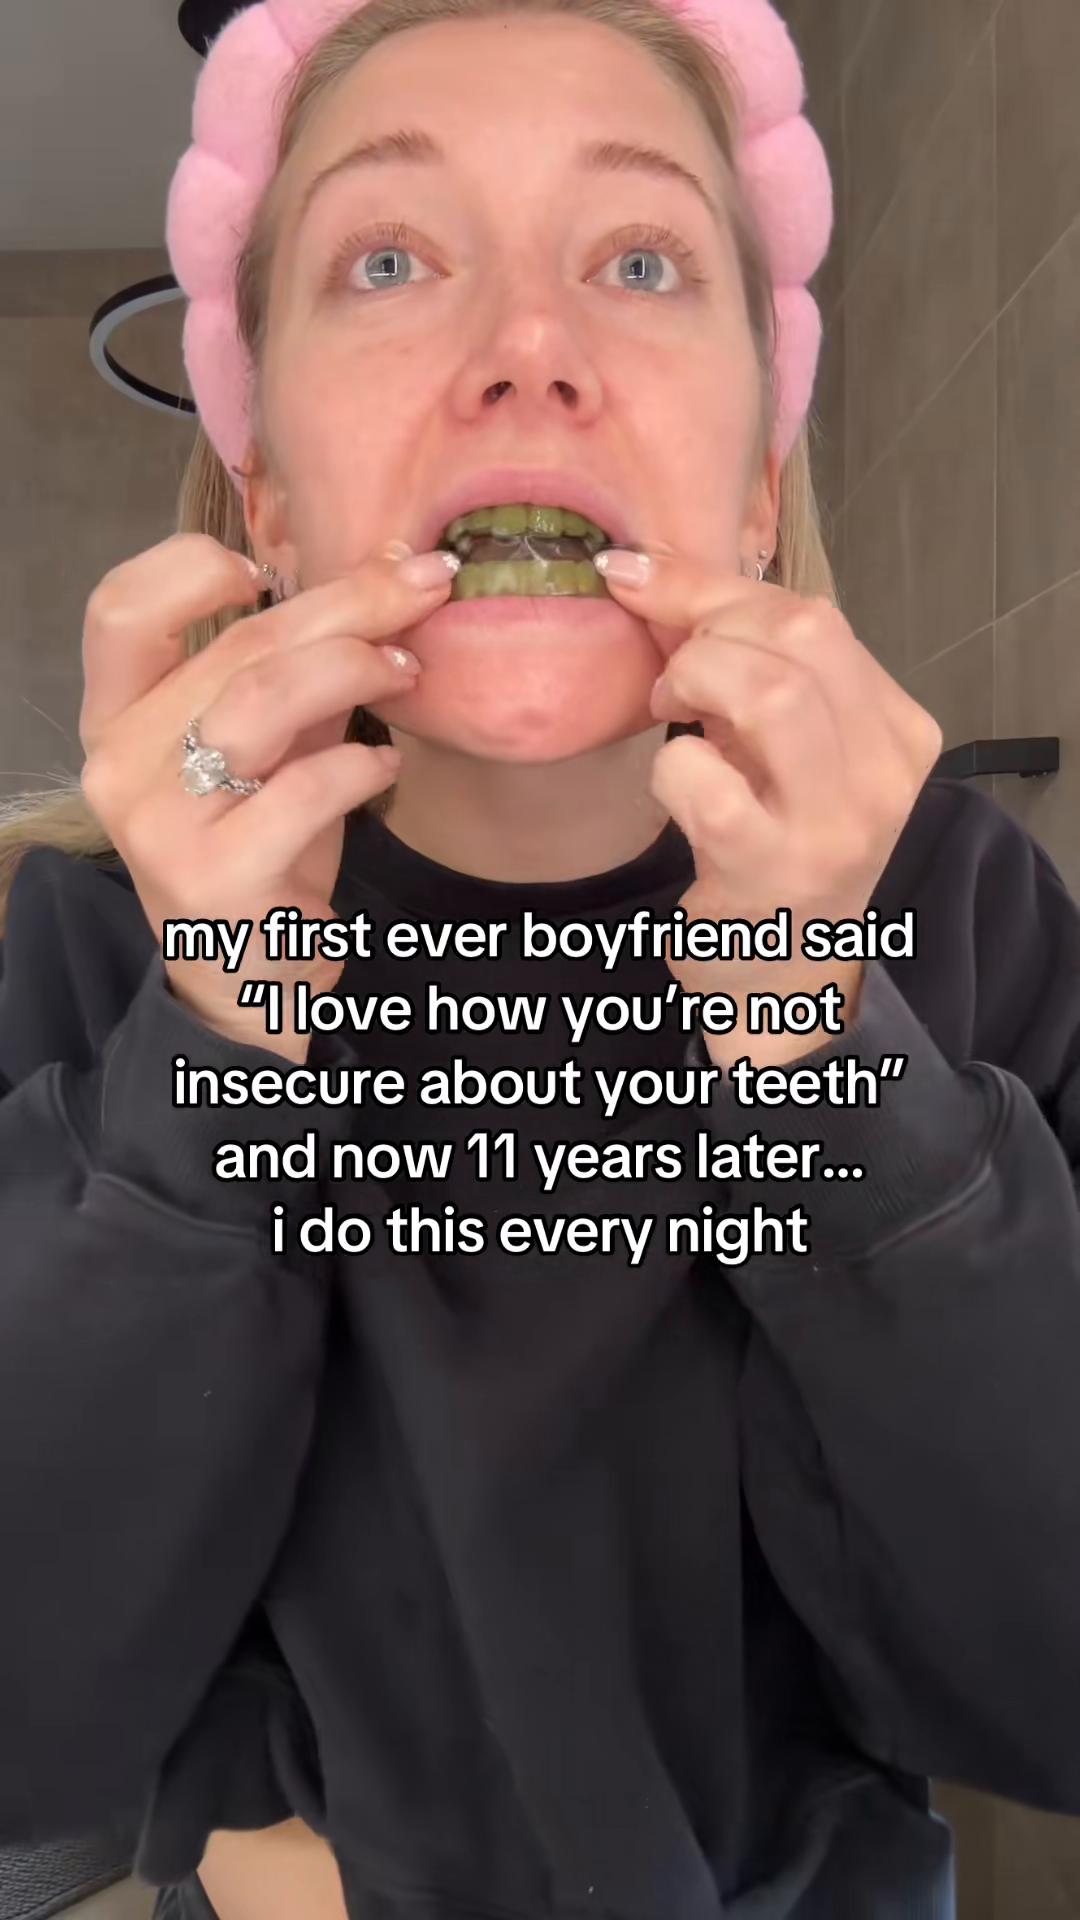 my first ever boyfriend said
“I love how you’re not
insecure about your teeth”
and now 11 years later...
i do this every night